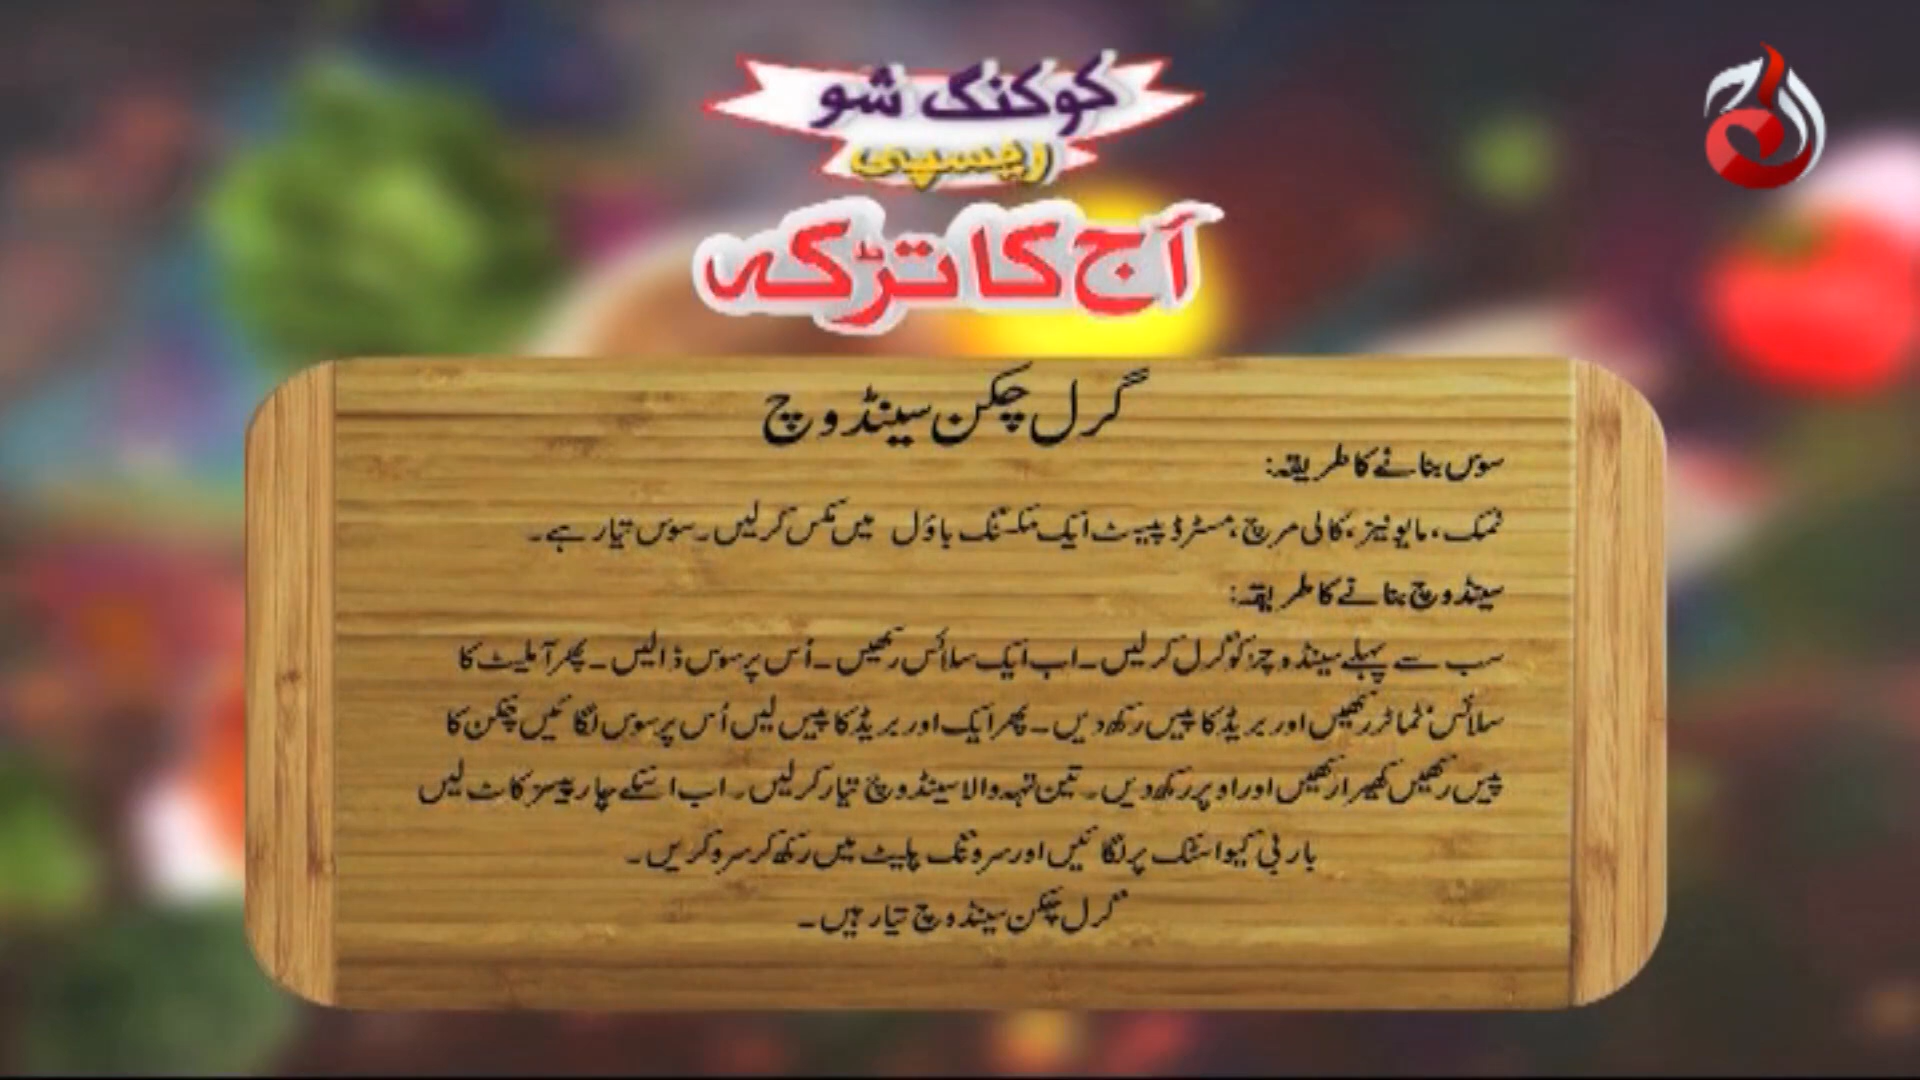 کوکنگ شو
ریسپی
آج کا تڑکہ
آج
گرل چکن سینڈوچ
سوس بنانے کا طریقہ:
نمک، مایونیز، کالی مرچ، مسٹرڈ پیسٹ ایک مکسنگ باؤل میں مکس کرلیں۔ سوس تیار ہے۔
سینڈوچ بنانے کا طریقہ:
سب سے پہلے سینڈوچز کو گرل کرلیں۔ اب ایک سلائس رکھیں۔ اُس پر سوس ڈالیں۔ پھر آملیٹ کا
سلائس ٹماٹر رکھیں اور بریڈ کا پیس رکھ دیں۔ پھر ایک اور بریڈ کا پیس لیں اُس پر سوس لگائیں چکن کا
پیس رکھیں کھیرا رکھیں اور اوپر رکھ دیں۔ تین تہہ والا سینڈوچ تیار کرلیں۔ اب اسکے چار پیسز کاٹ لیں
باربی کیو اسٹک پر لگائیں اور سرونگ پلیٹ میں رکھ کر سرو کریں۔
گرل چکن سینڈوچ تیار ہیں۔